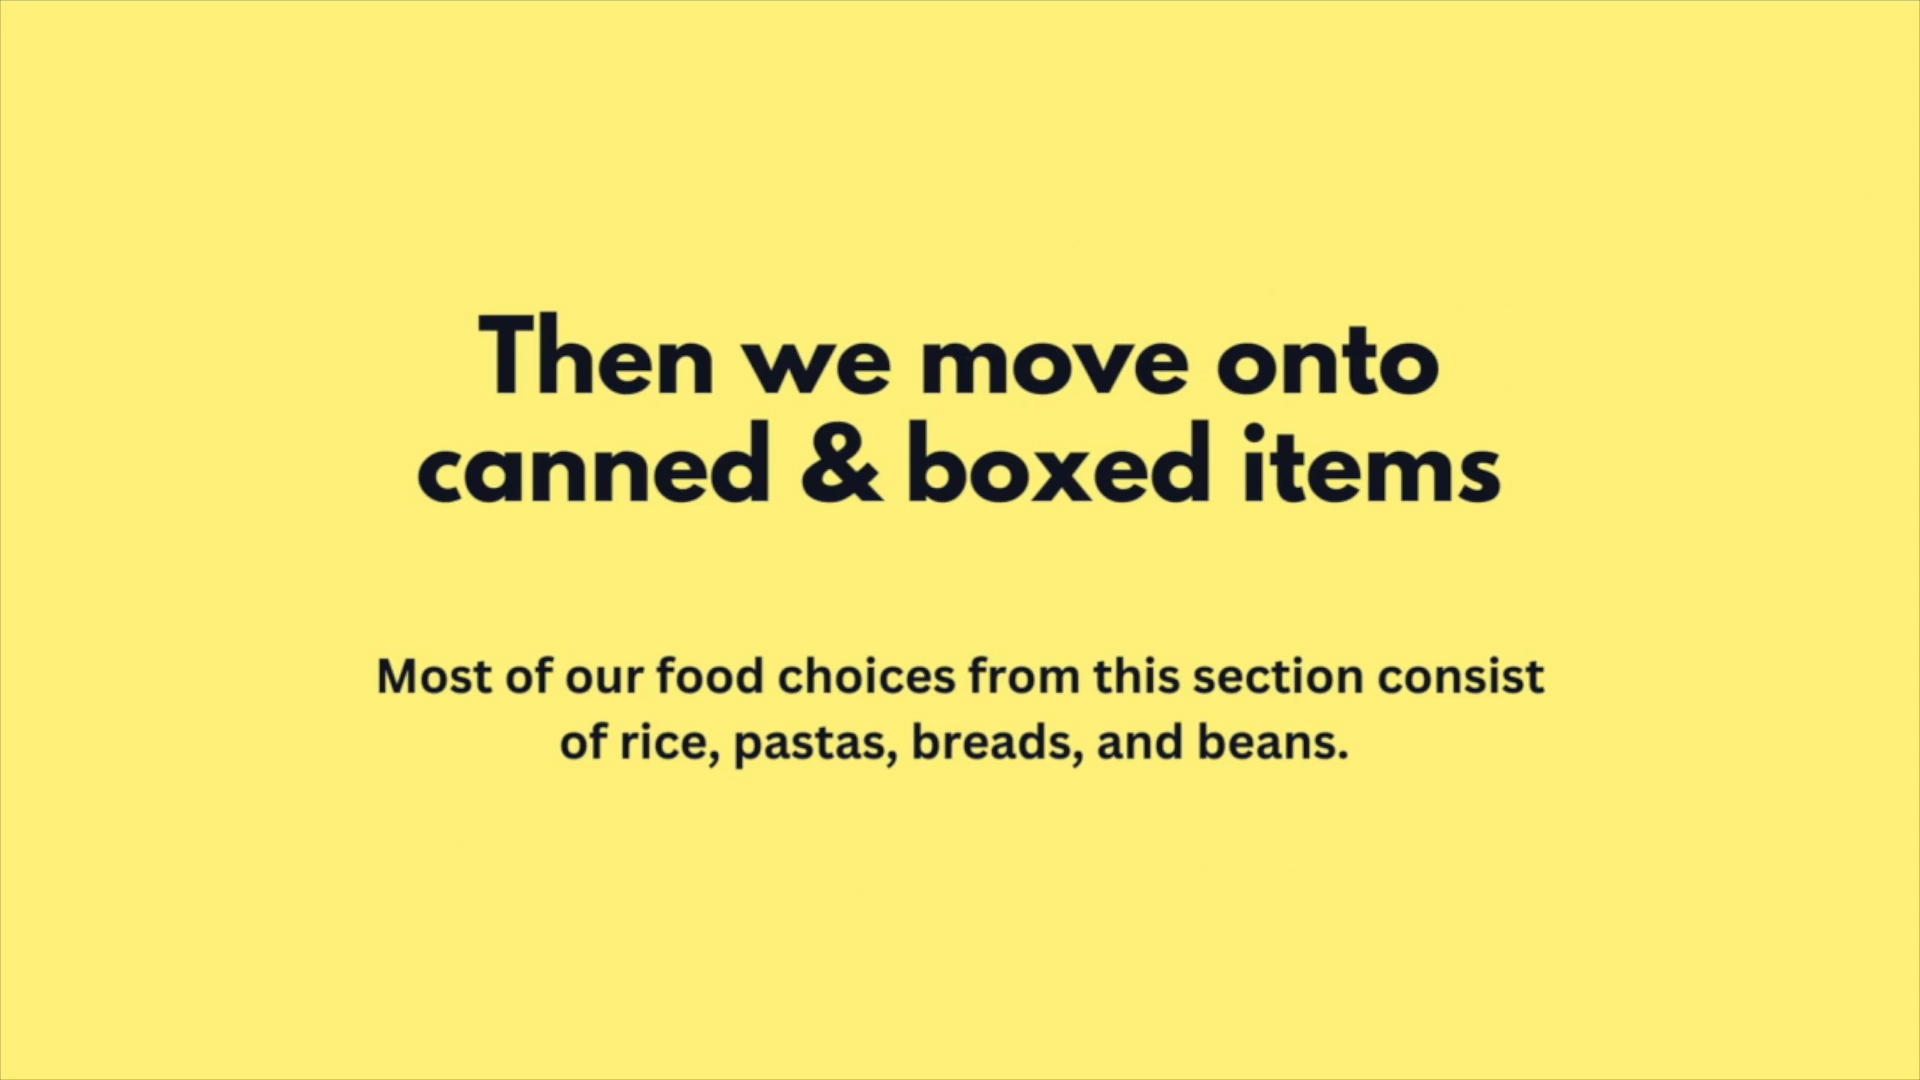 Then we move onto
canned & boxed items
Most of our food choices from this section consist
of rice, pastas, breads, and beans.